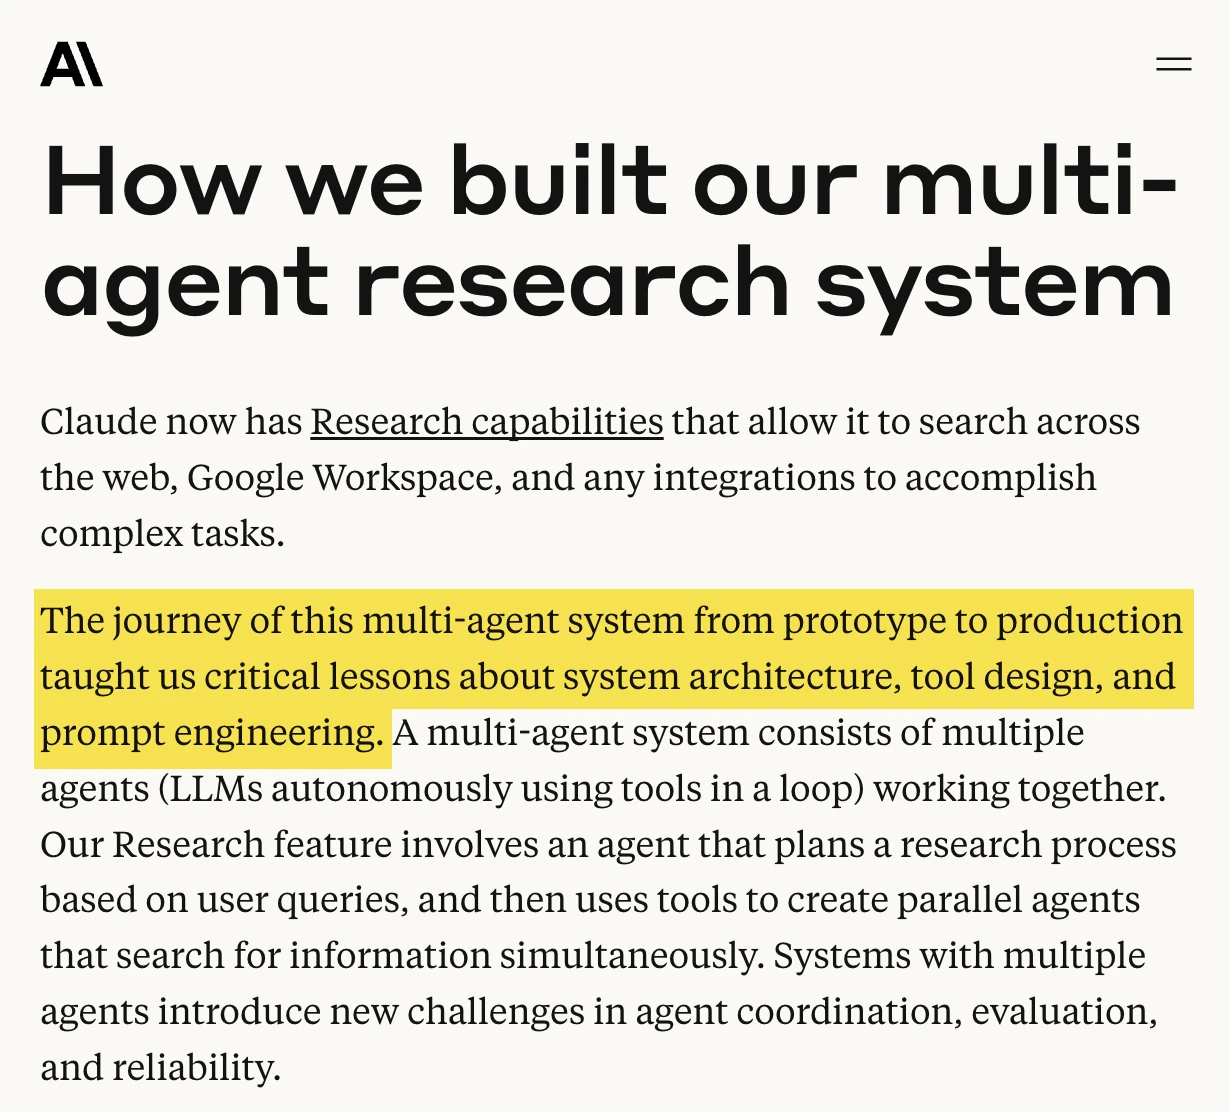 A\
How we built our multi-
agent research system
Claude now has Research capabilities that allow it to search across
the web, Google Workspace, and any integrations to accomplish
complex tasks.
The journey of this multi-agent system from prototype to production
taught us critical lessons about system architecture, tool design, and
prompt engineering. A multi-agent system consists of multiple
agents (LLMs autonomously using tools in a loop) working together.
Our Research feature involves an agent that plans a research process
based on user queries, and then uses tools to create parallel agents
that search for information simultaneously. Systems with multiple
agents introduce new challenges in agent coordination, evaluation,
and reliability.